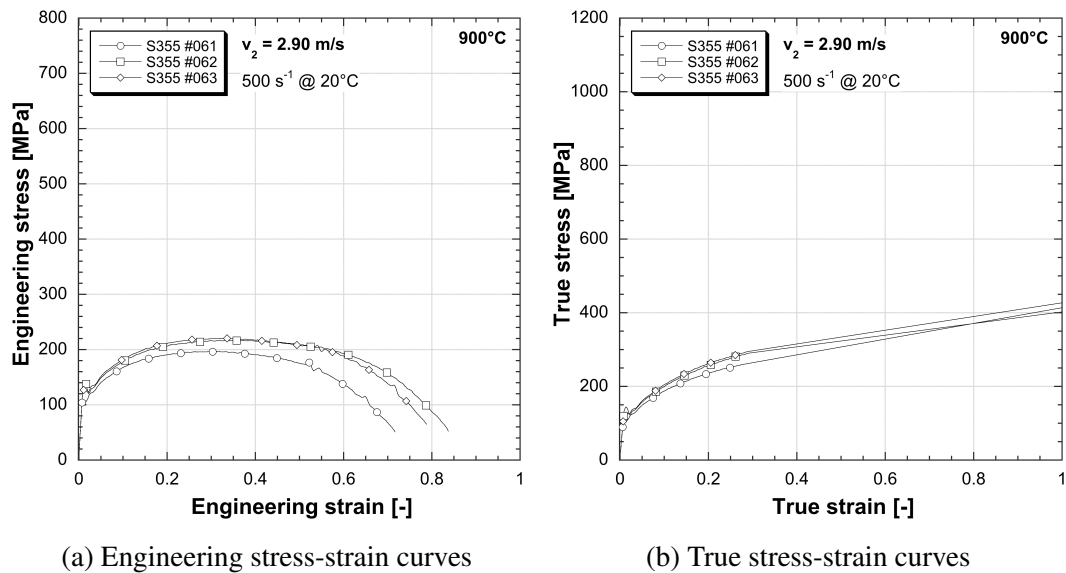 800
700
600
500
400
300
200
100
0
Engineering stress [MPa]
S355 #061
S355 #062
S355 #063
v2 = 2.90 m/s
500 s-1 @ 20°C
900°C
0 0.2 0.4 0.6 0.8 1
Engineering strain [-]
(a) Engineering stress-strain curves
1200
1000
800
600
400
200
0
True stress [MPa]
S355 #061
S355 #062
S355 #063
v2 = 2.90 m/s
500 s-1 @ 20°C
900°C
0 0.2 0.4 0.6 0.8 1
True strain [-]
(b) True stress-strain curves